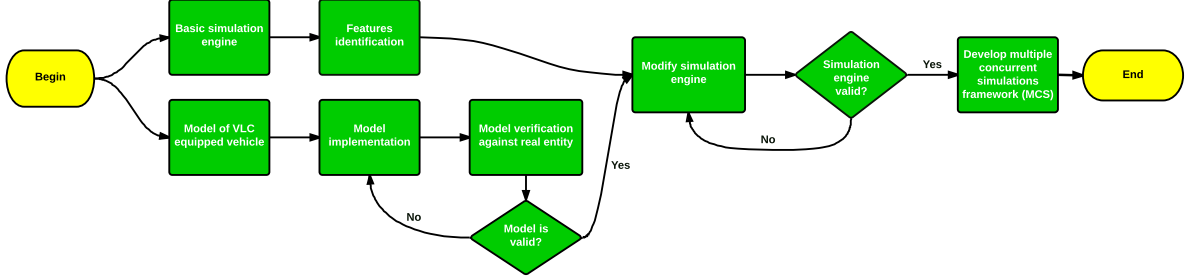 Begin
Basic simulation
engine
Features
identification
Model of VLC
equipped vehicle
Model
implementation
Model verification
against real entity
Model is
valid?
No
Yes
Modify simulation
engine
Simulation
engine
valid?
No
Yes
Develop multiple
concurrent
simulations
framework (MCS)
End